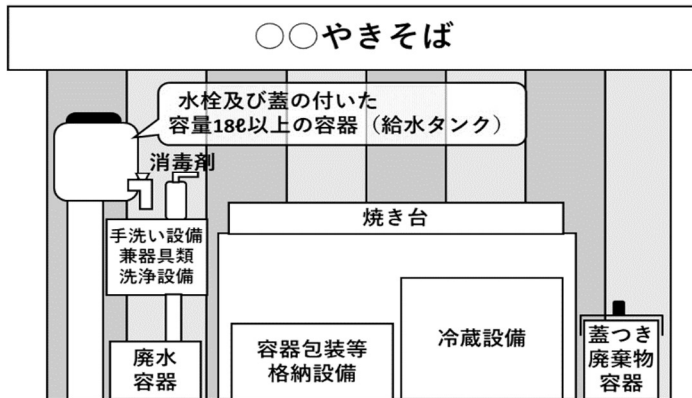 〇〇やきそば
水栓及び蓋の付いた
容量18ℓ以上の容器（給水タンク）
消毒剤
手洗い設備
兼器具類
洗浄設備
焼き台
冷蔵設備
容器包装等
格納設備
廃水
容器
蓋つき
廃棄物
容器